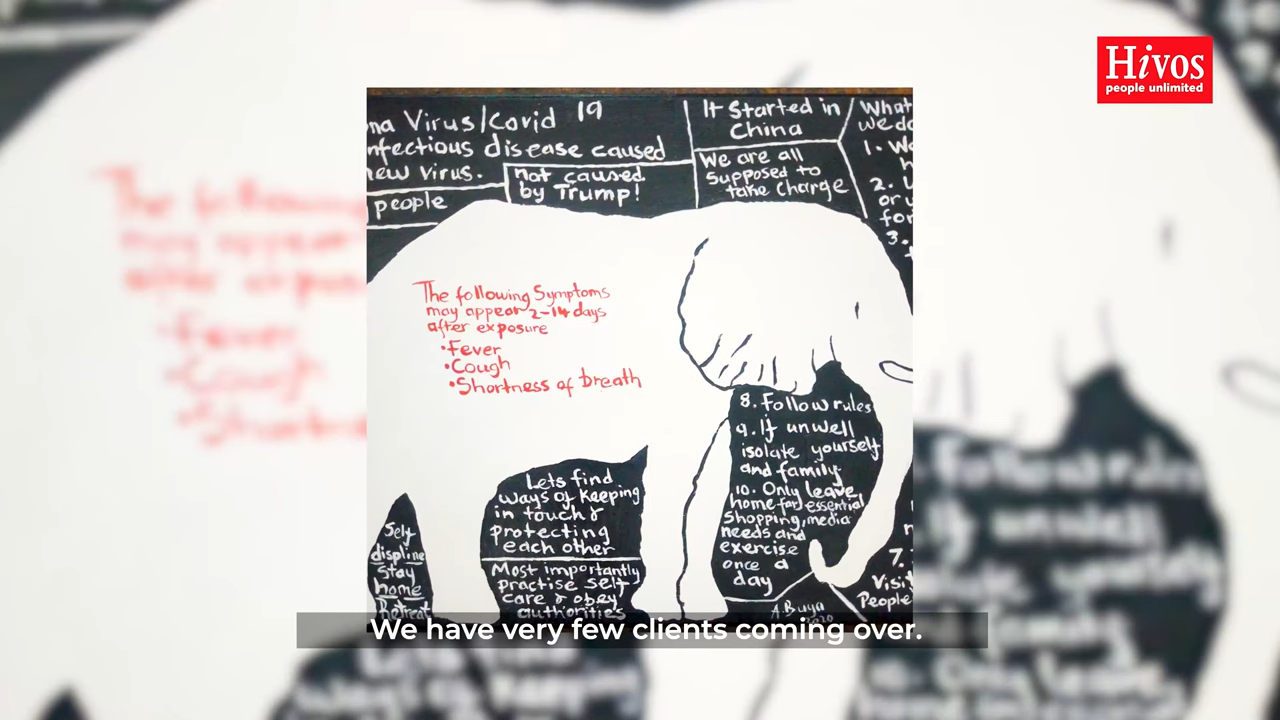 Hivos
people unlimited
na Virus/Covid 19
nfectious disease caused
ew virus.
people
not caused
by Trump!
It Started in
China
We are all
Supposed to
take charge
What
we do
1. W
2. U
or u
for
3.
The following Symptoms
may appear 2-14 days
after exposure
• Fever
• Cough
• Shortness of breath
8. Follow rules
9. If unwell
isolate yourself
and family
10. Only leave
home for essential
Shopping, media
needs and
exercise
once a
day
Lets find
ways of keeping
in touch &
protecting
each other
Most importantly
practise self
care & obey
authorities
Self
displine
stay
home
Retreat
7.
Visi
People
A.Buya
2020
We have very few clients coming over.